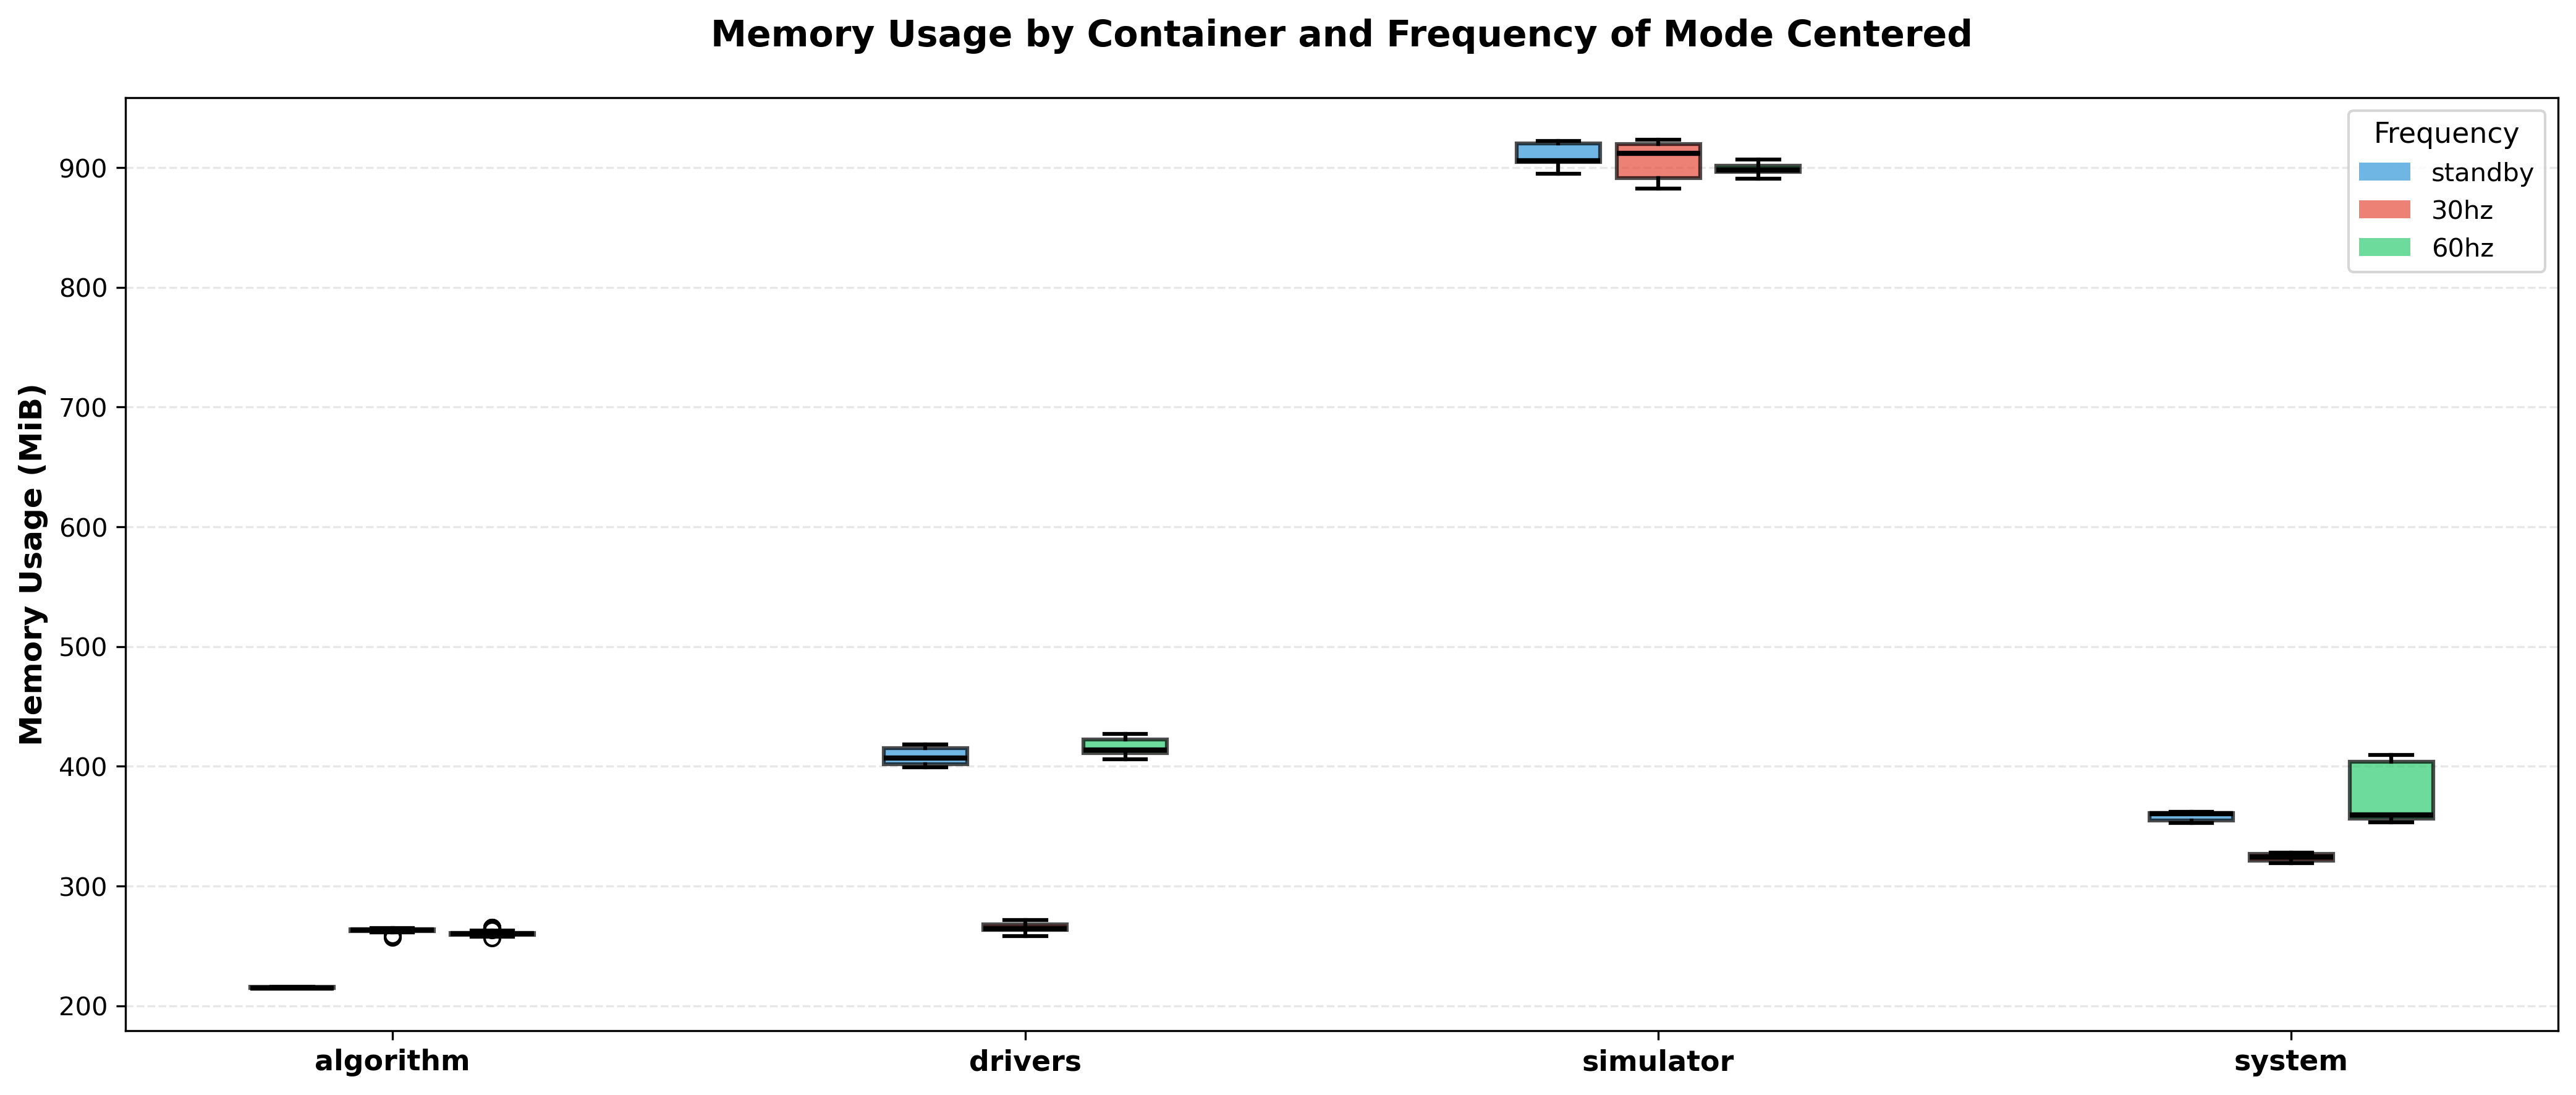 Memory Usage by Container and Frequency of Mode Centered
Memory Usage (MiB)
900
800
700
600
500
400
300
200
algorithm
drivers
simulator
system
Frequency
standby
30hz
60hz